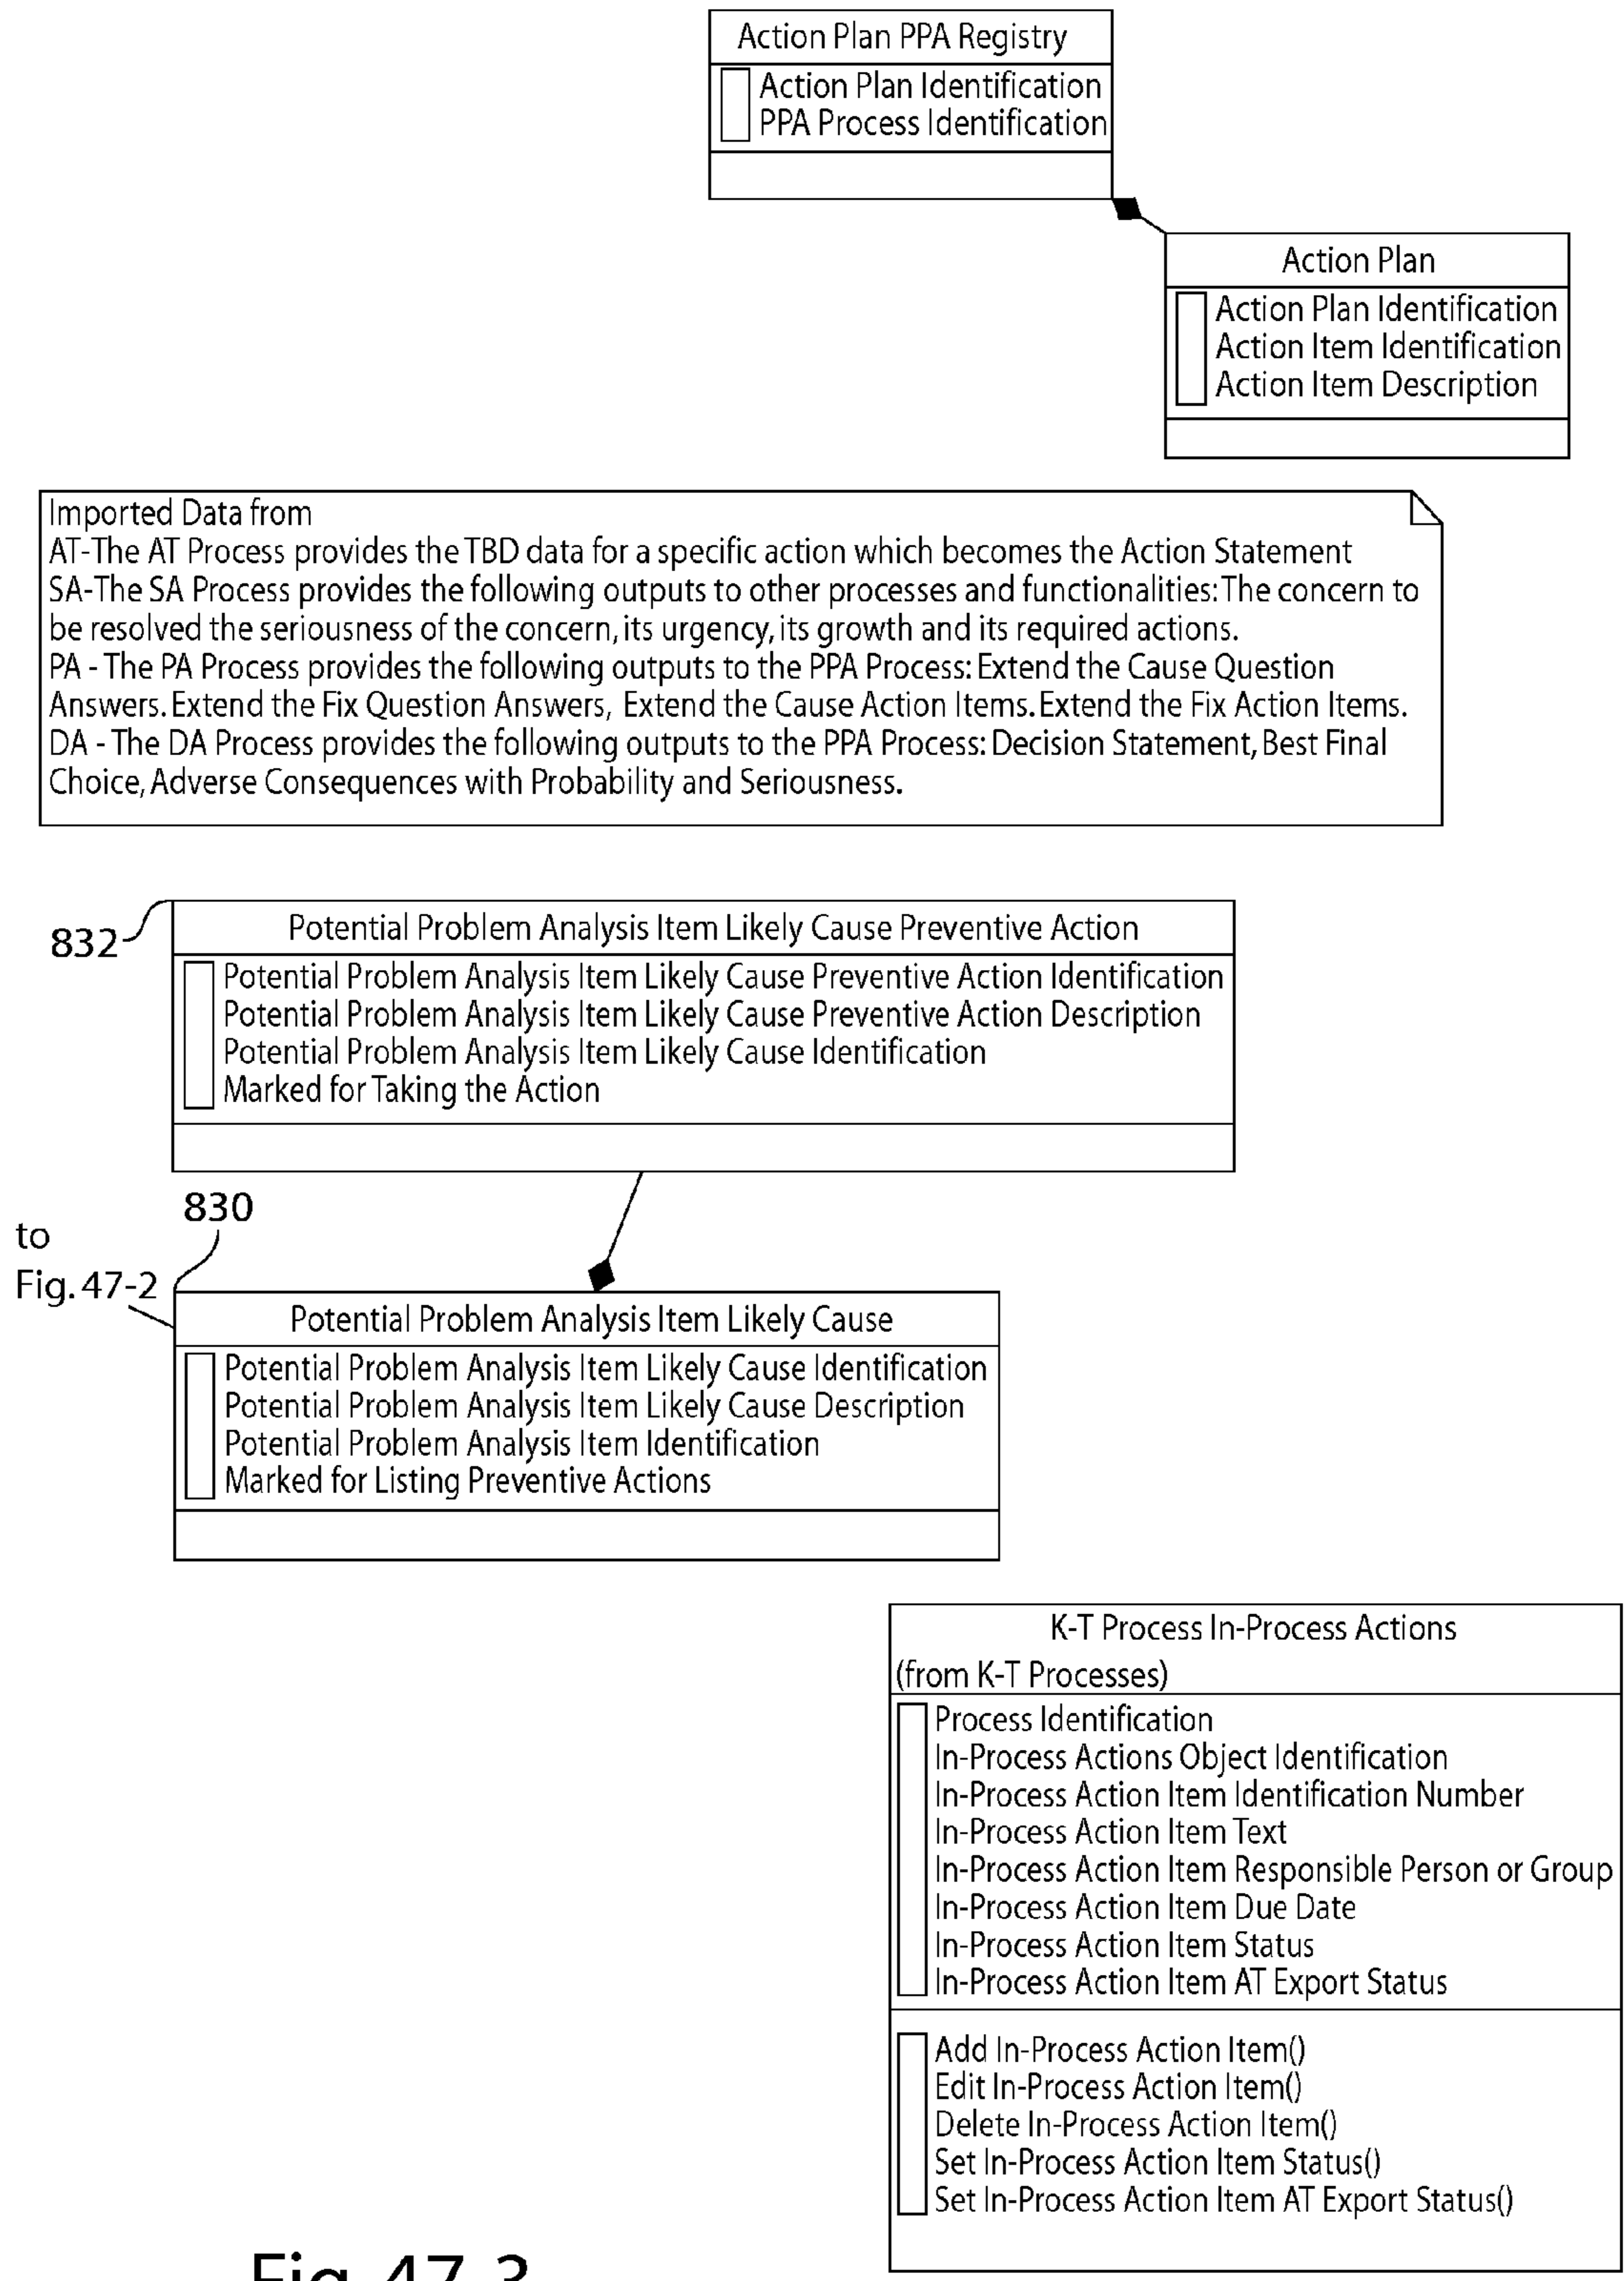 Action Plan PPA Registry
Action Plan Identification
PPA Process Identification
Action Plan
Action Plan Identification
Action Item Identification
Action Item Description
Imported Data from
AT-The AT Process provides the TBD data for a specific action which becomes the Action Statement
SA-The SA Process provides the following outputs to other processes and functionalities: The concern to
be resolved the seriousness of the concern, its urgency, its growth and its required actions.
PA - The PA Process provides the following outputs to the PPA Process: Extend the Cause Question
Answers. Extend the Fix Question Answers, Extend the Cause Action Items. Extend the Fix Action Items.
DA - The DA Process provides the following outputs to the PPA Process: Decision Statement, Best Final
Choice, Adverse Consequences with Probability and Seriousness.
832
Potential Problem Analysis Item Likely Cause Preventive Action
Potential Problem Analysis Item Likely Cause Preventive Action Identification
Potential Problem Analysis Item Likely Cause Preventive Action Description
Potential Problem Analysis Item Likely Cause Identification
Marked for Taking the Action
830
to
Fig. 47-2
Potential Problem Analysis Item Likely Cause
Potential Problem Analysis Item Likely Cause Identification
Potential Problem Analysis Item Likely Cause Description
Potential Problem Analysis Item Identification
Marked for Listing Preventive Actions
K-T Process In-Process Actions
(from K-T Processes)
Process Identification
In-Process Actions Object Identification
In-Process Action Item Identification Number
In-Process Action Item Text
In-Process Action Item Responsible Person or Group
In-Process Action Item Due Date
In-Process Action Item Status
In-Process Action Item AT Export Status
Add In-Process Action Item()
Edit In-Process Action Item()
Delete In-Process Action Item()
Set In-Process Action Item Status()
Set In-Process Action Item AT Export Status()
Fig. 47-3